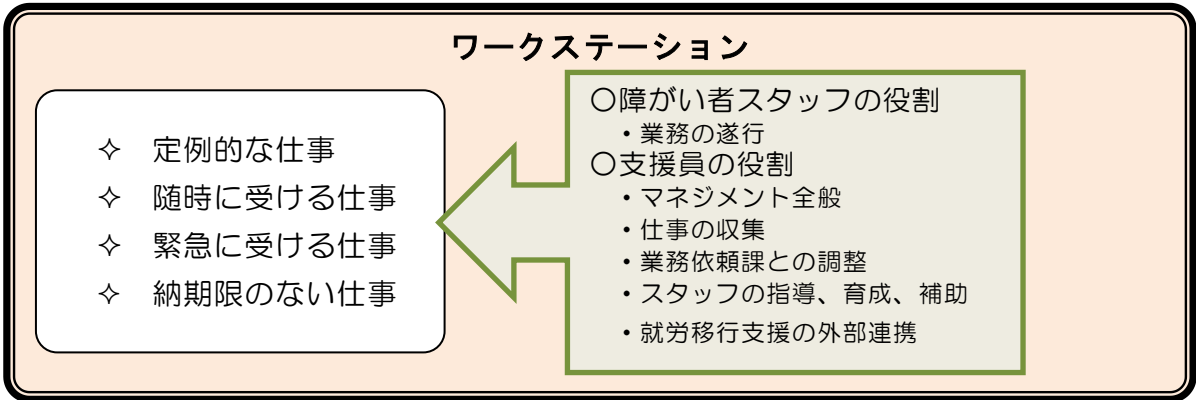 ワークステーション
✧ 定例的な仕事
✧ 随時に受ける仕事
✧ 緊急に受ける仕事
✧ 納期限のない仕事
〇障がい者スタッフの役割
・業務の遂行
〇支援員の役割
・マネジメント全般
・仕事の収集
・業務依頼課との調整
・スタッフの指導、育成、補助
・就労移行支援の外部連携